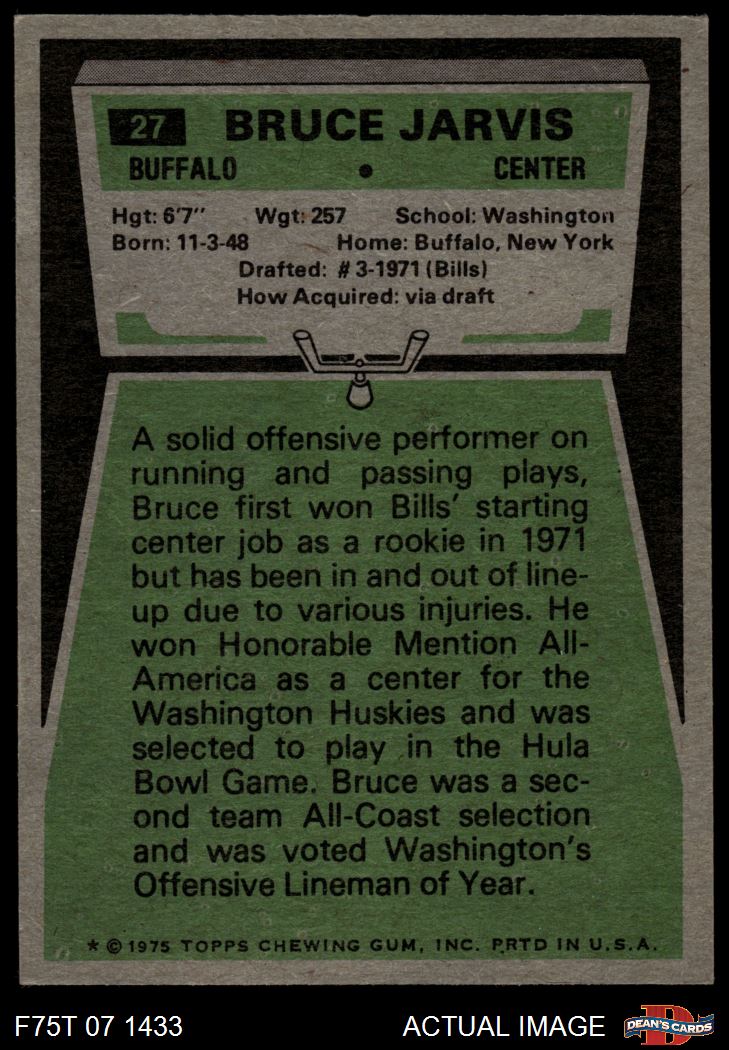 27 BRUCE JARVIS
BUFFALO • CENTER
Hgt: 6'7" Wgt: 257 School: Washington
Born: 11-3-48 Home: Buffalo, New York
Drafted: #3-1971 (Bills)
How Acquired: via draft
A solid offensive performer on
running and passing plays,
Bruce first won Bills' starting
center job as a rookie in 1971
but has been in and out of line-
up due to various injuries. He
won Honorable Mention All-
America as a center for the
Washington Huskies and was
selected to play in the Hula
Bowl Game. Bruce was a sec-
ond team All-Coast selection
and was voted Washington's
Offensive Lineman of Year.
* © 1975 TOPPS CHEWING GUM, INC. PRTD IN U.S.A.
F75T 07 1433 ACTUAL IMAGE DEAN'S CARDS